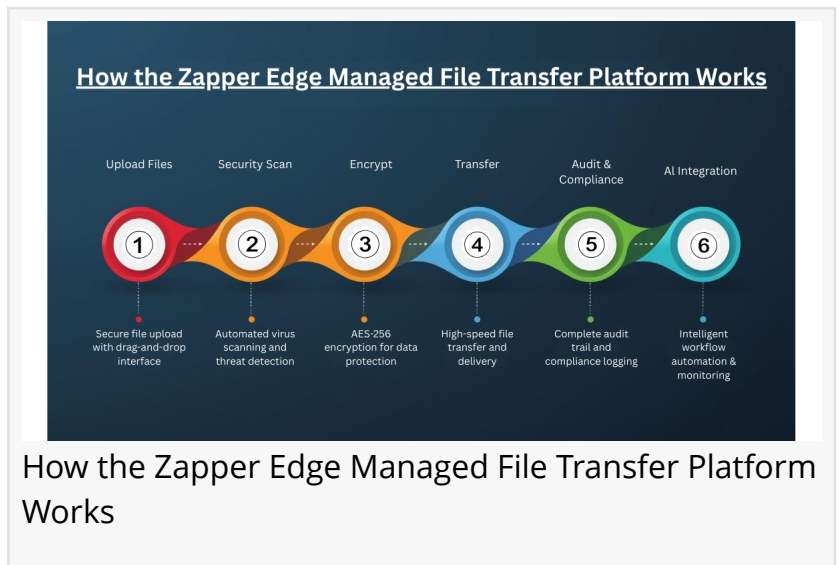 How the Zapper Edge Managed File Transfer Platform Works
Upload Files
Security Scan
Encrypt
Transfer
Audit &
Compliance
AI Integration
1
2
3
4
5
6
Secure file upload
with drag-and-drop
interface
Automated virus
scanning and
threat detection
AES-256
encryption for data
protection
High-speed file
transfer and
delivery
Complete audit
trail and
compliance logging
Intelligent
workflow
automation &
monitoring
How the Zapper Edge Managed File Transfer Platform
Works